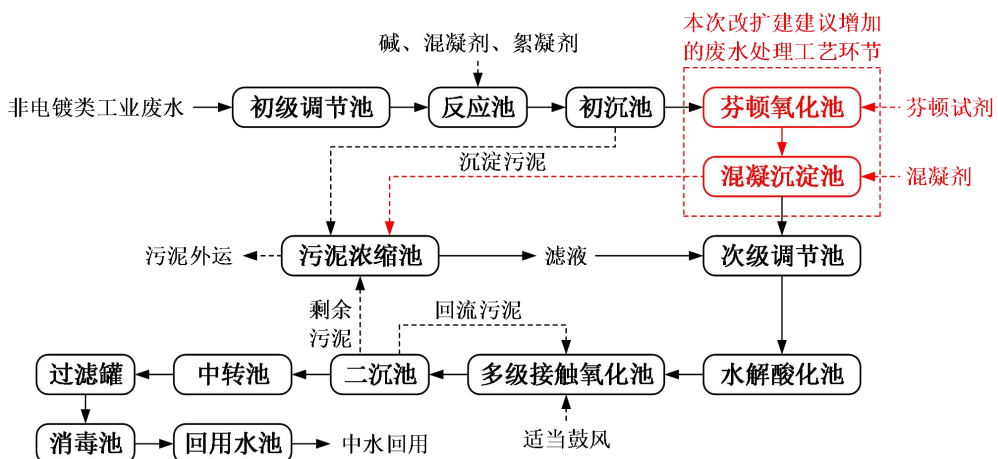 本次改扩建建议增加
的废水处理工艺环节
碱、混凝剂、絮凝剂
非电镀类工业废水
初级调节池
反应池
初沉池
芬顿氧化池
芬顿试剂
沉淀污泥
混凝沉淀池
混凝剂
污泥外运
污泥浓缩池
滤液
次级调节池
剩余
污泥
回流污泥
过滤罐
中转池
二沉池
多级接触氧化池
水解酸化池
消毒池
回用水池
中水回用
适当鼓风